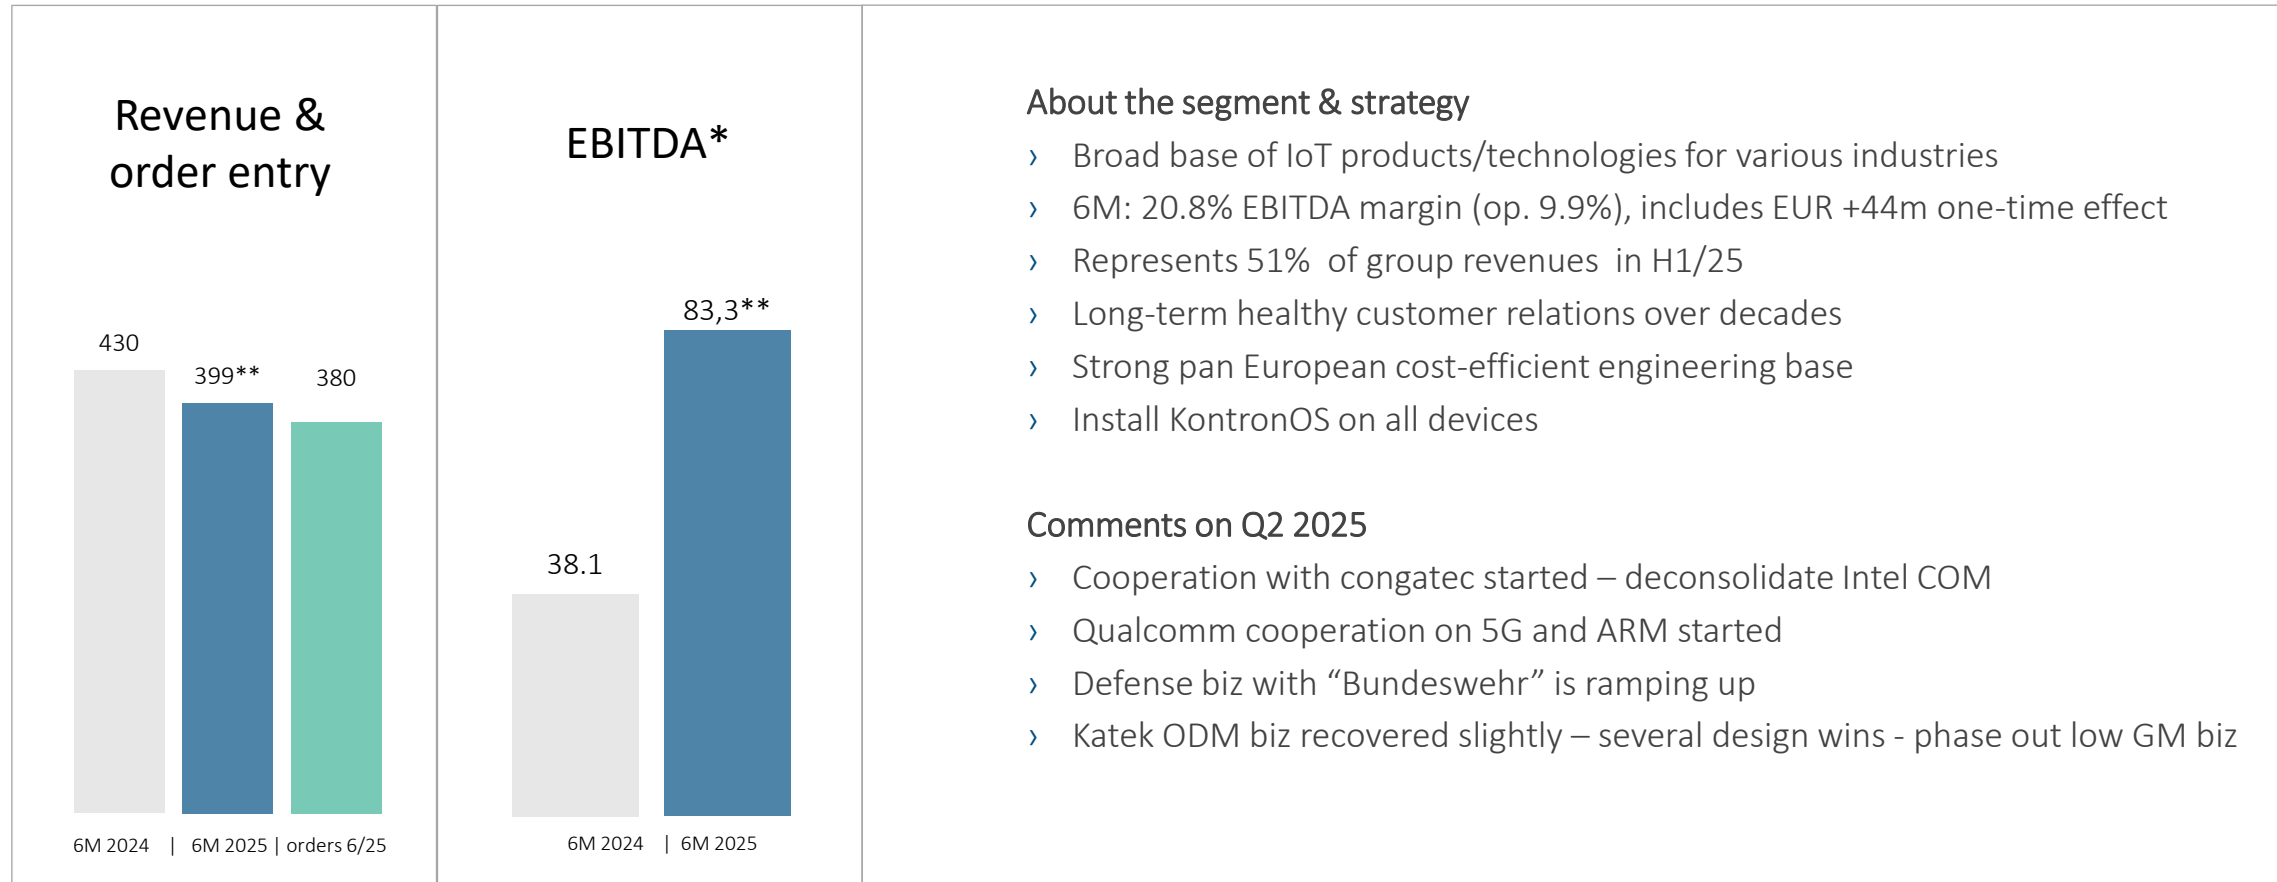 Revenue &
order entry
430
399**
380
6M 2024 | 6M 2025 | orders 6/25
EBITDA*
83,3**
38.1
6M 2024 | 6M 2025
About the segment & strategy
› Broad base of IoT products/technologies for various industries
› 6M: 20.8% EBITDA margin (op. 9.9%), includes EUR +44m one-time effect
› Represents 51% of group revenues in H1/25
› Long-term healthy customer relations over decades
› Strong pan European cost-efficient engineering base
› Install KontronOS on all devices
Comments on Q2 2025
› Cooperation with congatec started – deconsolidate Intel COM
› Qualcomm cooperation on 5G and ARM started
› Defense biz with “Bundeswehr” is ramping up
› Katek ODM biz recovered slightly – several design wins - phase out low GM biz